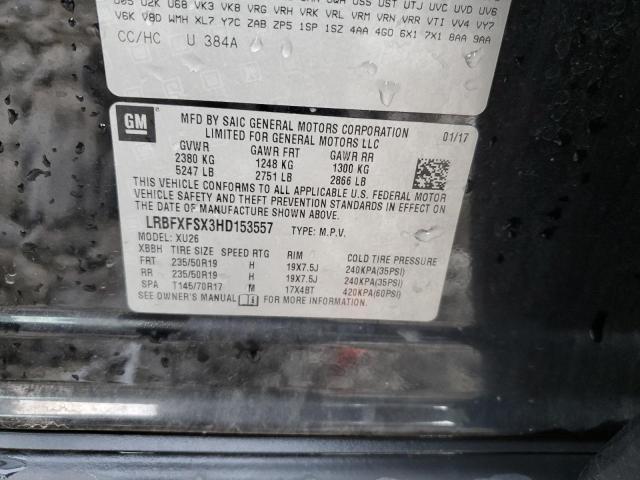 V6K V8D WMH XL7 Y7C ZAB ZP5 1SP 1SZ 4AA 4G0 6X1 7X1 8AA 9AA
CC/HC U 384A
GM
MFD BY SAIC GENERAL MOTORS CORPORATION 01/17
LIMITED FOR GENERAL MOTORS LLC
GVWR GAWR FRT GAWR RR
2380 KG 1248 KG 1300 KG
5247 LB 2751 LB 2866 LB
THIS VEHICLE CONFORMS TO ALL APPLICABLE U.S. FEDERAL MOTOR
VEHICLE SAFETY AND THEFT PREVENTION STANDARDS IN EFFECT ON
THE DATE OF MANUFACTURE SHOWN ABOVE.
LRBFXFSX3HD153557 TYPE: M.P.V.
MODEL: XU26
XBBH TIRE SIZE SPEED RTG RIM COLD TIRE PRESSURE
FRT 235/50R19 H 19X7.5J 240KPA(35PSI)
RR 235/50R19 H 19X7.5J 240KPA(35PSI)
SPA T145/70R17 M 17X4BT 420KPA(60PSI)
SEE OWNER'S MANUAL FOR MORE INFORMATION.